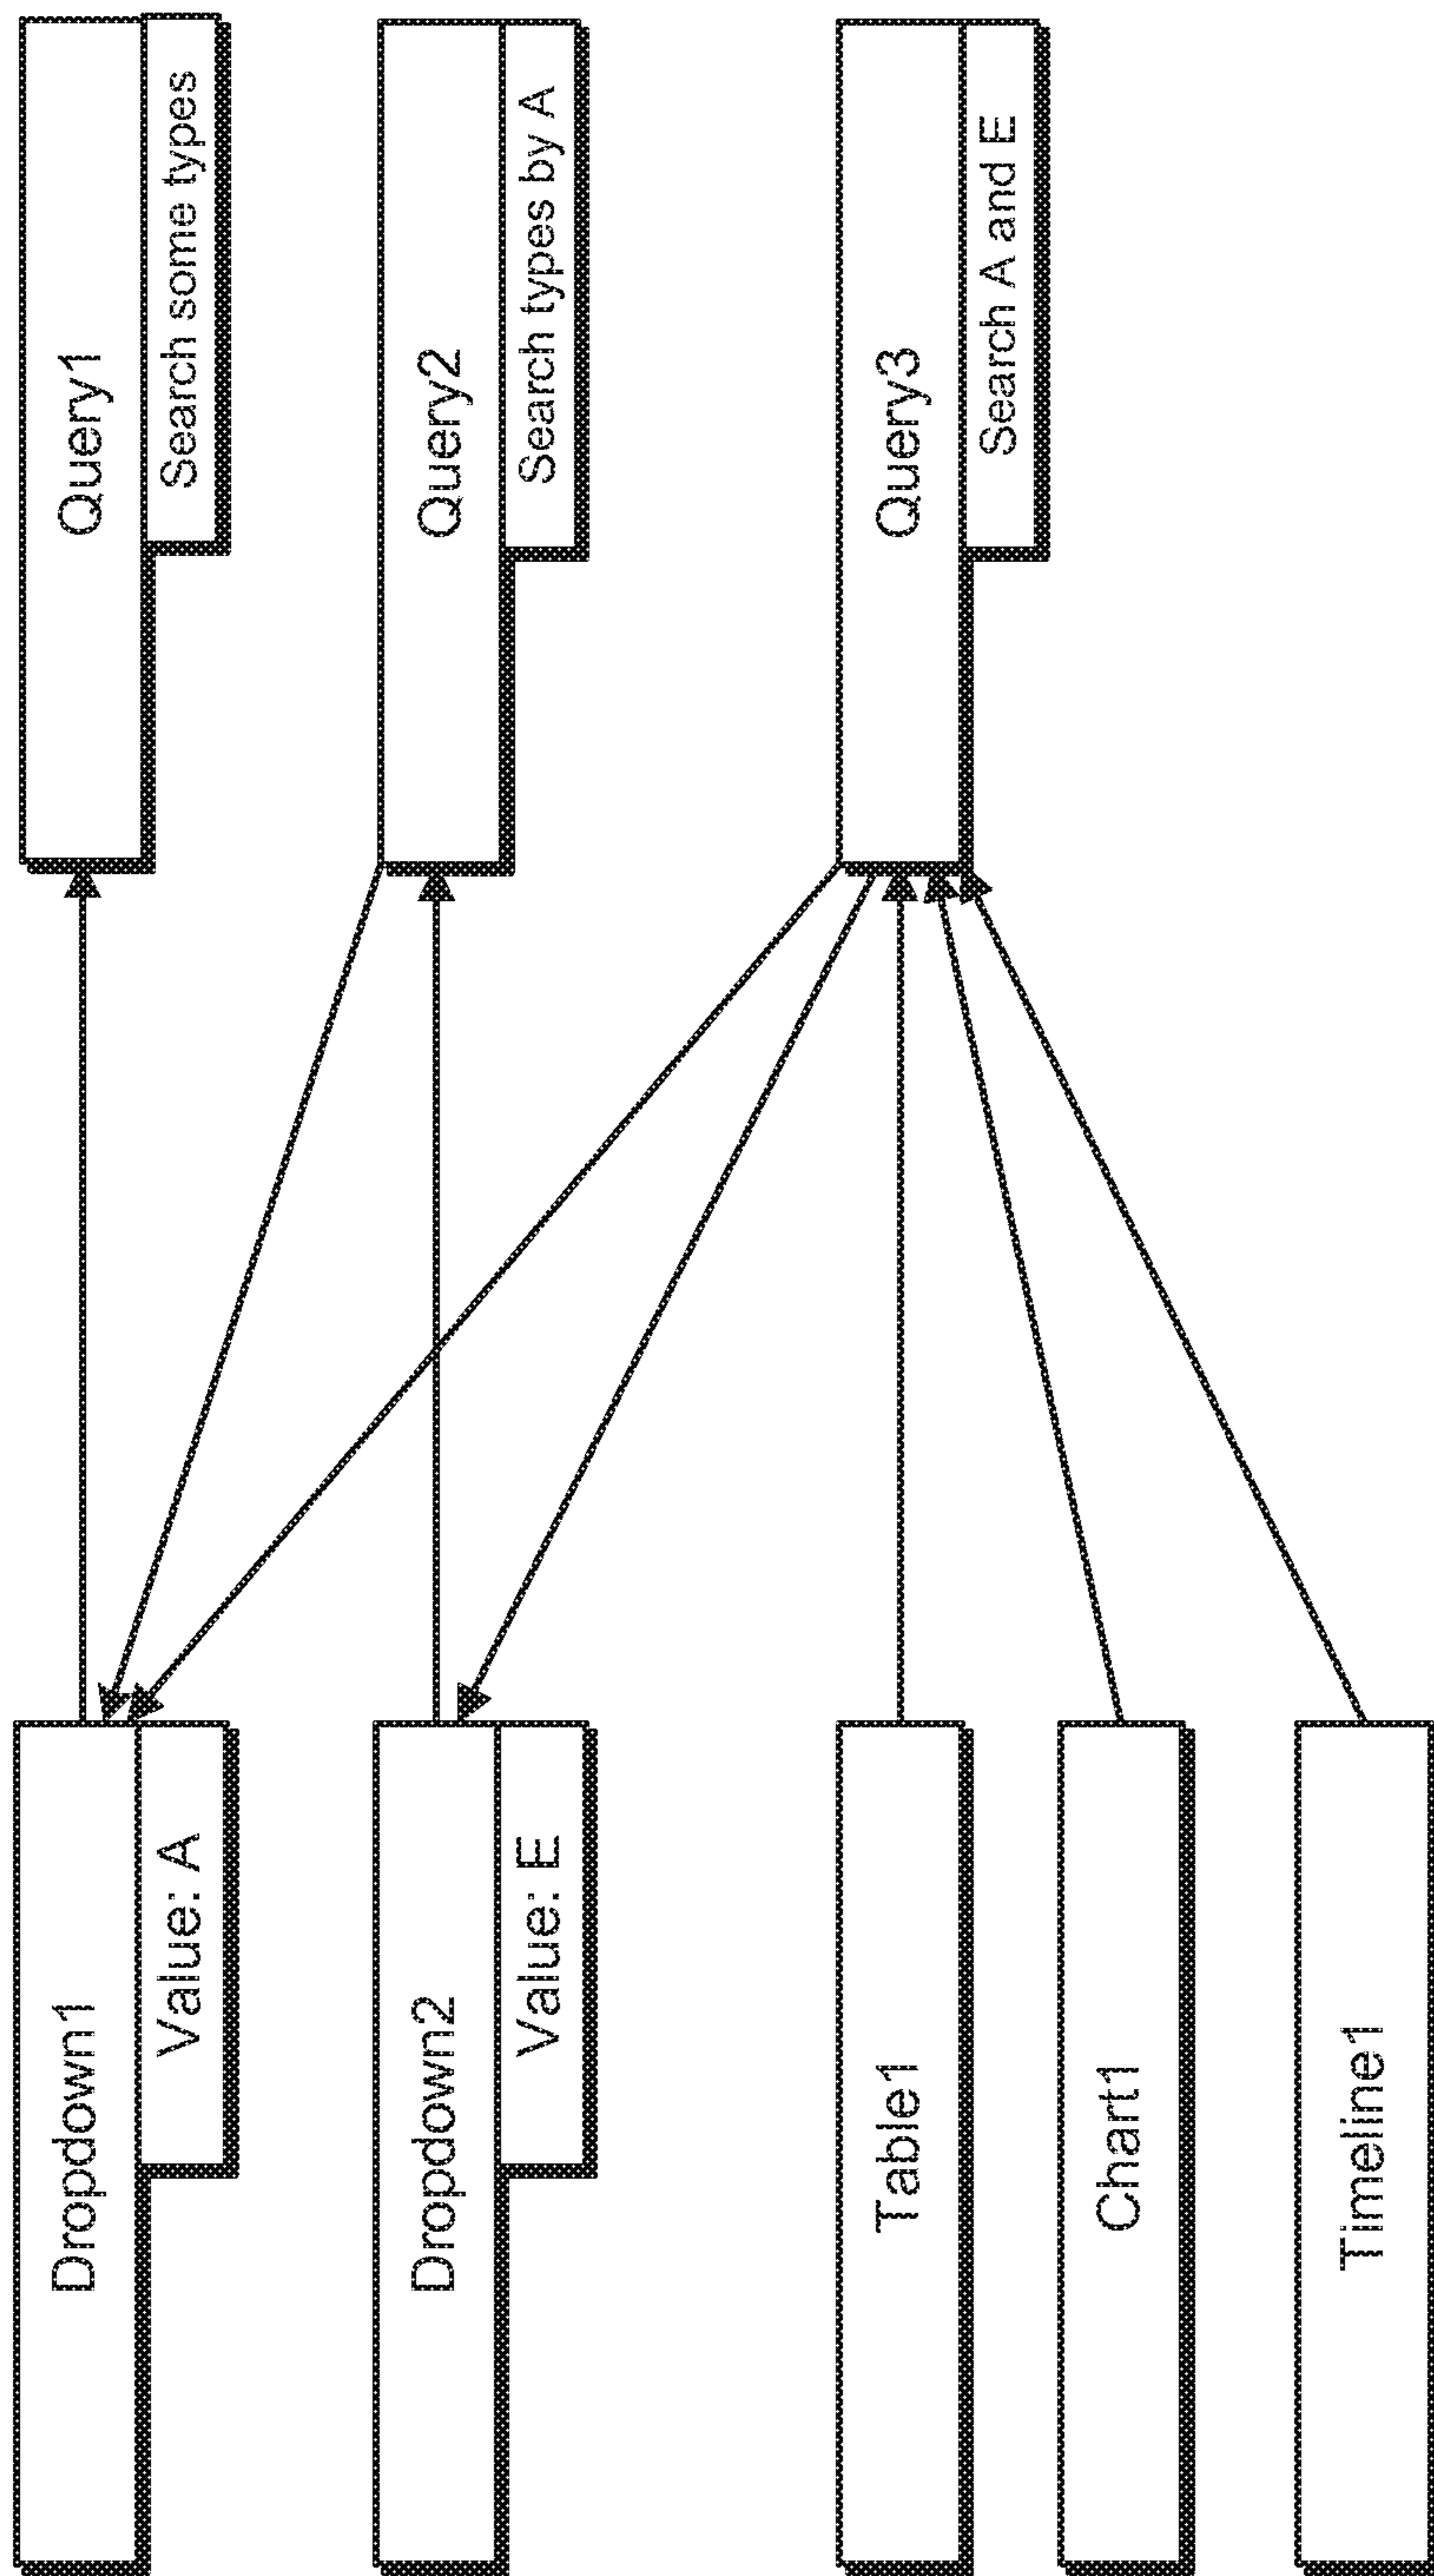 Dropdown1
Value: A
Query1
Search some types
Dropdown2
Value: E
Query2
Search types by A
Table1
Query3
Search A and E
Chart1
Timeline1